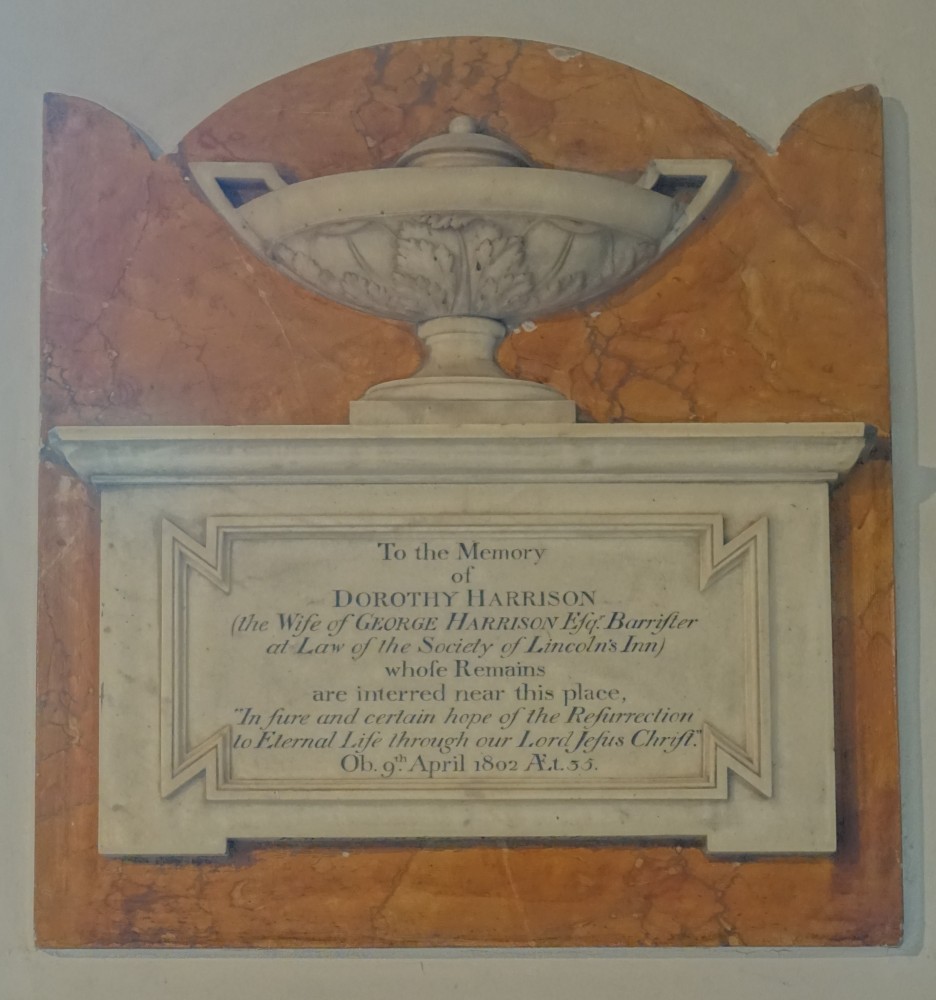 To the Memory
of
DOROTHY HARRISON
(the Wife of GEORGE HARRISON Eſqr. Barriſter
at Law of the Society of Lincoln's Inn)
whoſe Remains
are interred near this place,
"In ſure and certain hope of the Reſurrection
to Eternal Life through our Lord Jeſus Chriſt."
Ob. 9th. April 1802 Æt. 35.